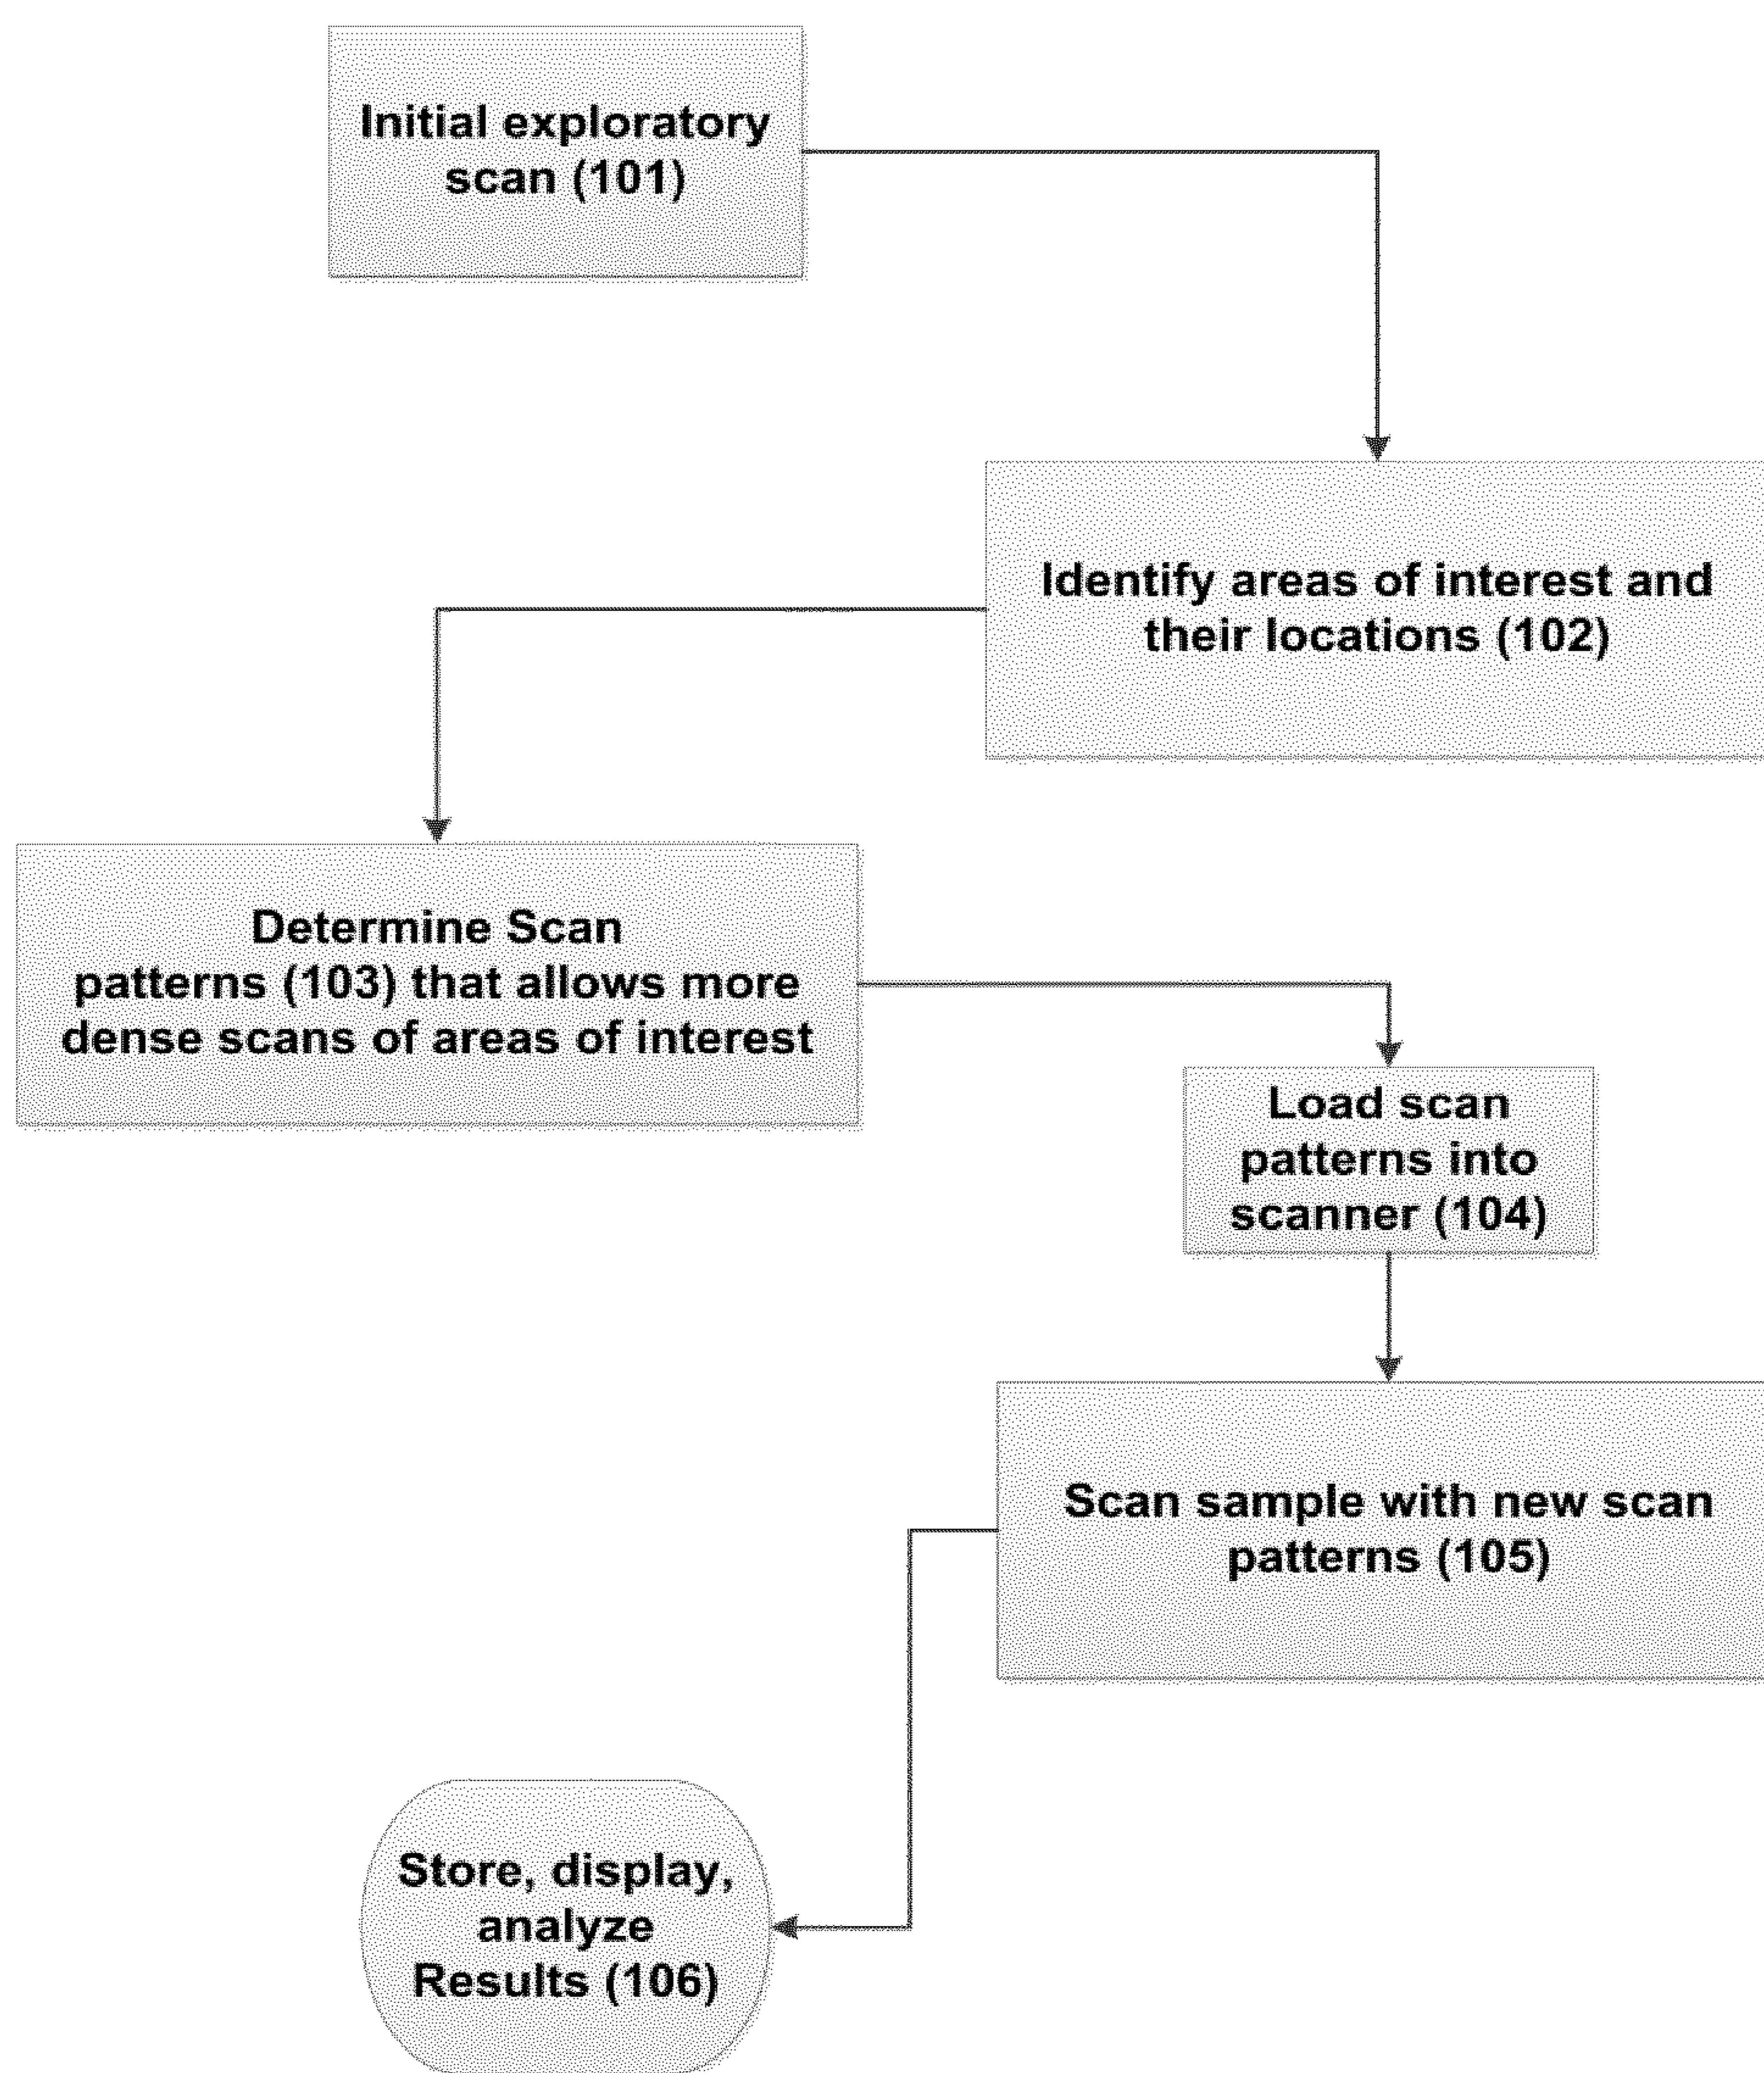 Initial exploratory
scan (101)
Identify areas of interest and
their locations (102)
Determine Scan
patterns (103) that allows more
dense scans of areas of interest
Load scan
patterns into
scanner (104)
Scan sample with new scan
patterns (105)
Store, display,
analyze
Results (106)